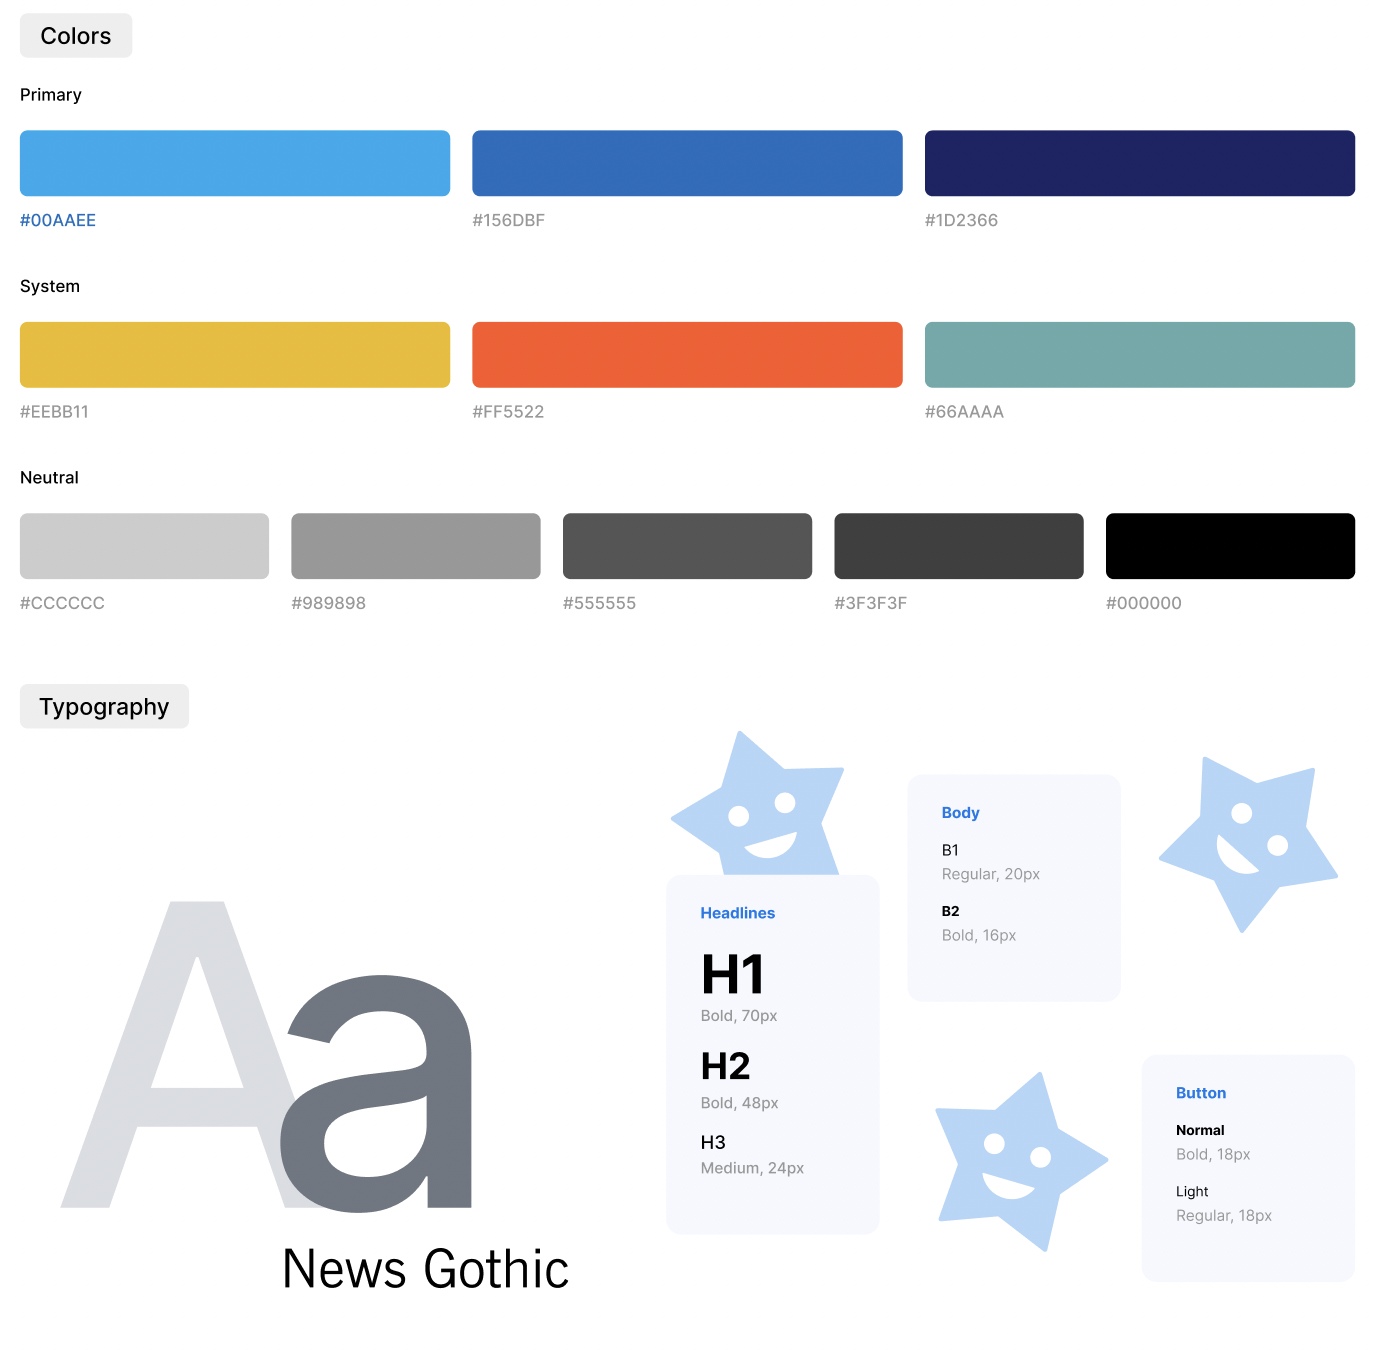 Colors
Primary
#00AAEE
#156DBF
#1D2366
System
#EEBB11
#FF5522
#66AAAA
Neutral
#CCCCCC
#989898
#555555
#3F3F3F
#000000
Typography
Aa
News Gothic
Headlines
H1
Bold, 70px
H2
Bold, 48px
H3
Medium, 24px
Body
B1
Regular, 20px
B2
Bold, 16px
Button
Normal
Bold, 18px
Light
Regular, 18px